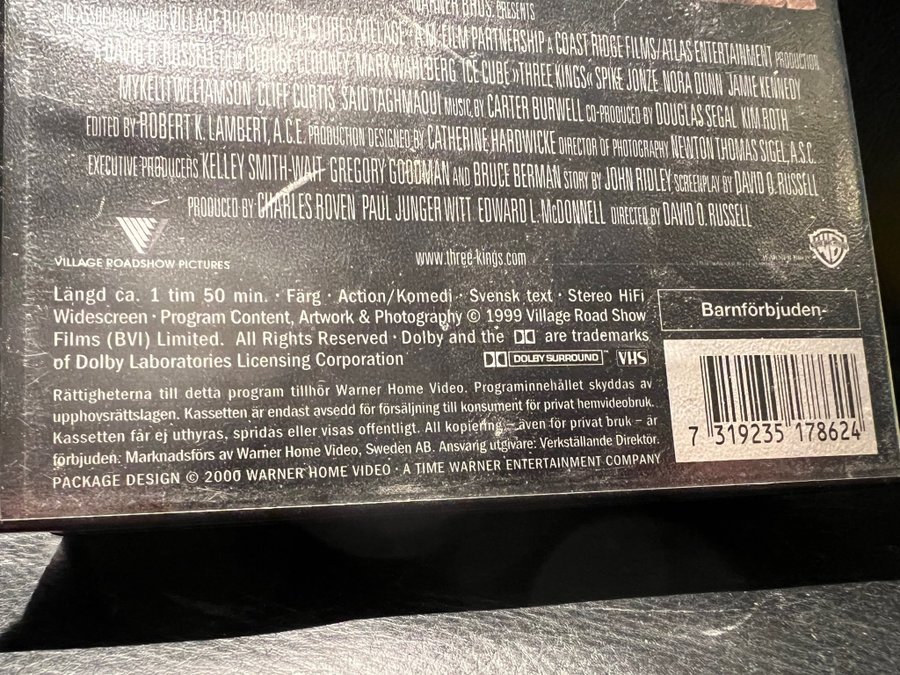 WARNER BROS. PRESENTS
IN ASSOCIATION WITH VILLAGE ROADSHOW PICTURES/VILLAGE - A.M. FILM PARTNERSHIP A COAST RIDGE FILMS/ATLAS ENTERTAINMENT PRODUCTION
A DAVID O. RUSSELL FILM GEORGE CLOONEY MARK WAHLBERG ICE CUBE »THREE KINGS« SPIKE JONZE NORA DUNN JAMIE KENNEDY
MYKELTI WILLIAMSON CLIFF CURTIS SAID TAGHMAOUI MUSIC BY CARTER BURWELL CO-PRODUCED BY DOUGLAS SEGAL KIM ROTH
EDITED BY ROBERT K. LAMBERT, A.C.E. PRODUCTION DESIGNED BY CATHERINE HARDWICKE DIRECTOR OF PHOTOGRAPHY NEWTON THOMAS SIGEL, A.S.C.
EXECUTIVE PRODUCERS KELLEY SMITH-WAIT GREGORY GOODMAN AND BRUCE BERMAN STORY BY JOHN RIDLEY SCREENPLAY BY DAVID O. RUSSELL
PRODUCED BY CHARLES ROVEN PAUL JUNGER WITT EDWARD L. McDONNELL DIRECTED BY DAVID O. RUSSELL
VILLAGE ROADSHOW PICTURES
www.three-kings.com
WB
Längd ca. 1 tim 50 min. · Färg · Action/Komedi · Svensk text · Stereo HiFi
Widescreen · Program Content, Artwork & Photography © 1999 Village Road Show
Films (BVI) Limited. All Rights Reserved · Dolby and the are trademarks
of Dolby Laboratories Licensing Corporation
DOLBY SURROUND
VHS
Barnförbjuden-
Rättigheterna till detta program tillhör Warner Home Video. Programinnehållet skyddas av
upphovsrättslagen. Kassetten är endast avsedd för försäljning till konsument för privat hemvideobruk.
Kassetten får ej uthyras, spridas eller visas offentligt. All kopiering – även för privat bruk – är
förbjuden. Marknadsförs av Warner Home Video, Sweden AB. Ansvarig utgivare: Verkställande Direktör.
PACKAGE DESIGN © 2000 WARNER HOME VIDEO · A TIME WARNER ENTERTAINMENT COMPANY
7 319235 178624